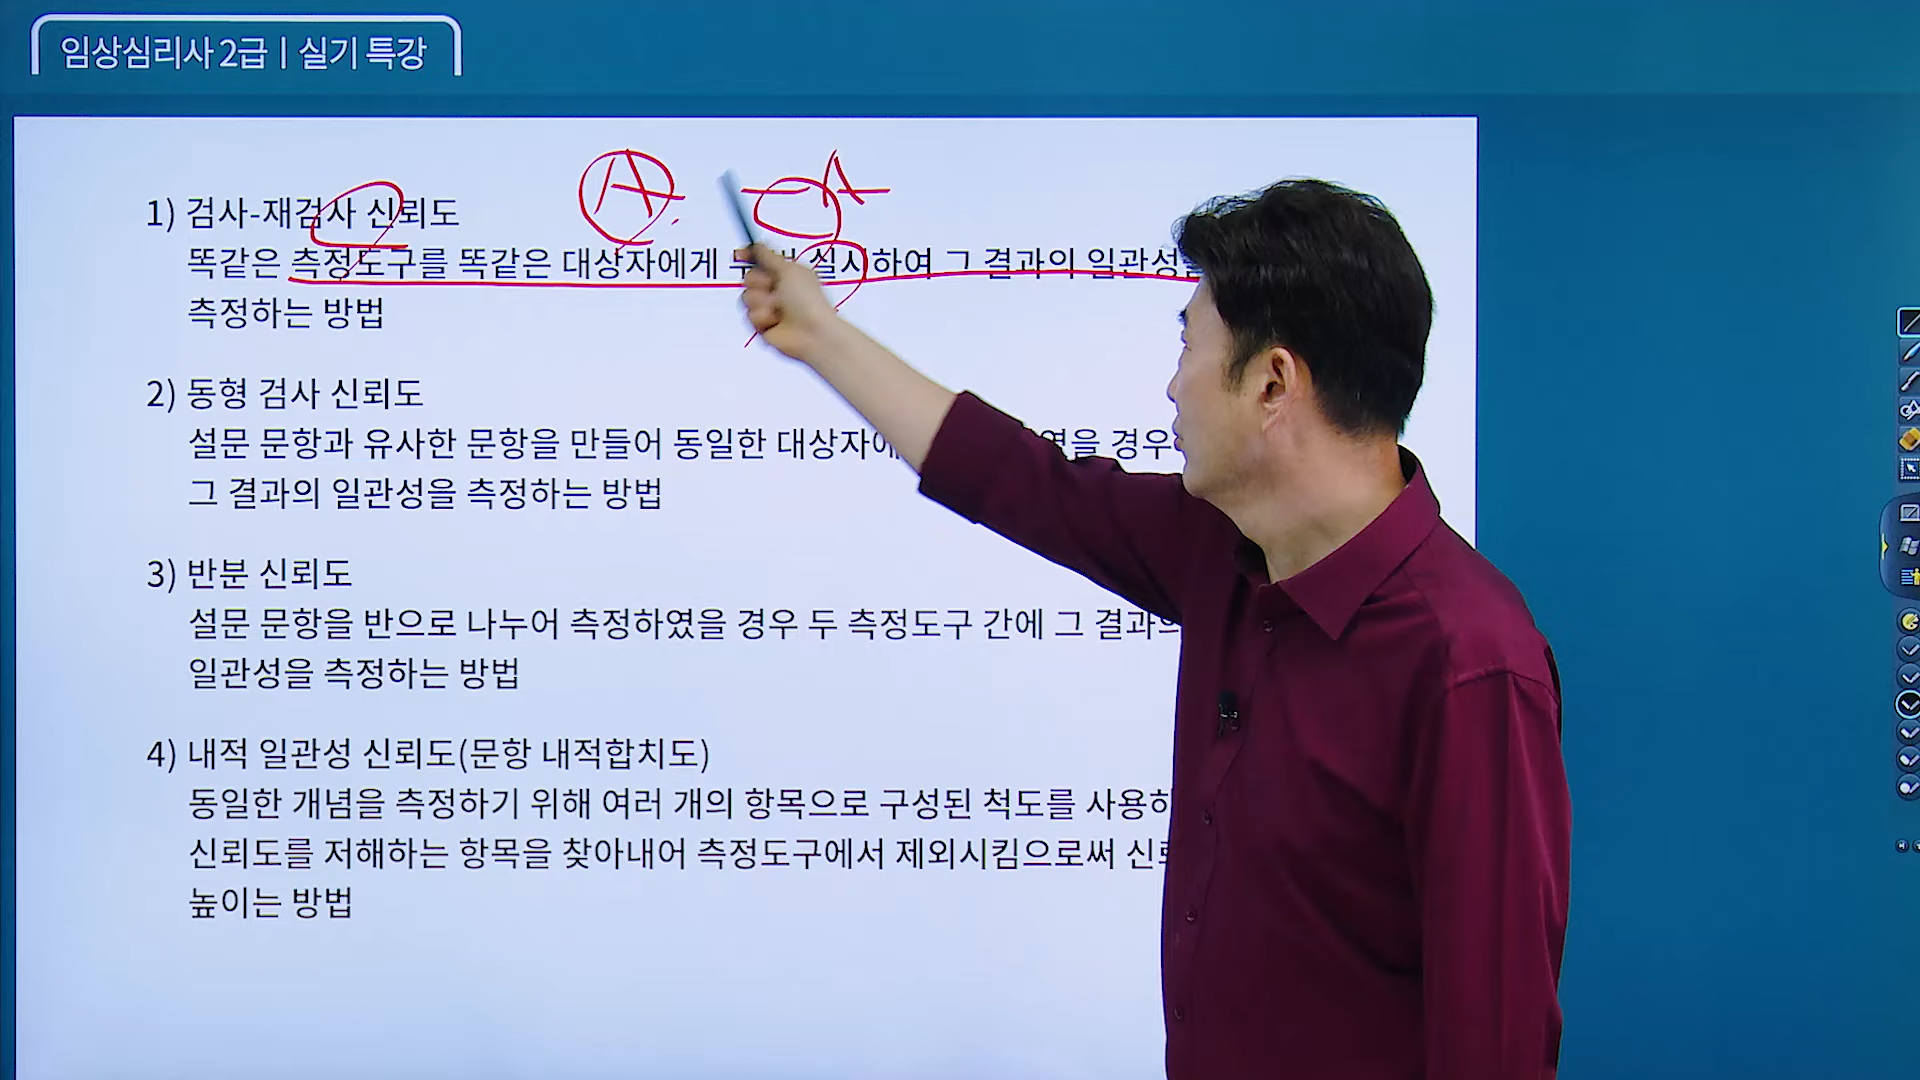 임상심리사 2급 | 실기 특강
A A
1) 검사-재검사 신뢰도
똑같은 측정도구를 똑같은 대상자에게 실시하여 그 결과의 일관성을
측정하는 방법
2) 동형 검사 신뢰도
설문 문항과 유사한 문항을 만들어 동일한 대상자에 경우
그 결과의 일관성을 측정하는 방법
3) 반분 신뢰도
설문 문항을 반으로 나누어 측정하였을 경우 두 측정도구 간에 그 결과의
일관성을 측정하는 방법
4) 내적 일관성 신뢰도(문항 내적합치도)
동일한 개념을 측정하기 위해 여러 개의 항목으로 구성된 척도를 사용하
신뢰도를 저해하는 항목을 찾아내어 측정도구에서 제외시킴으로써
높이는 방법